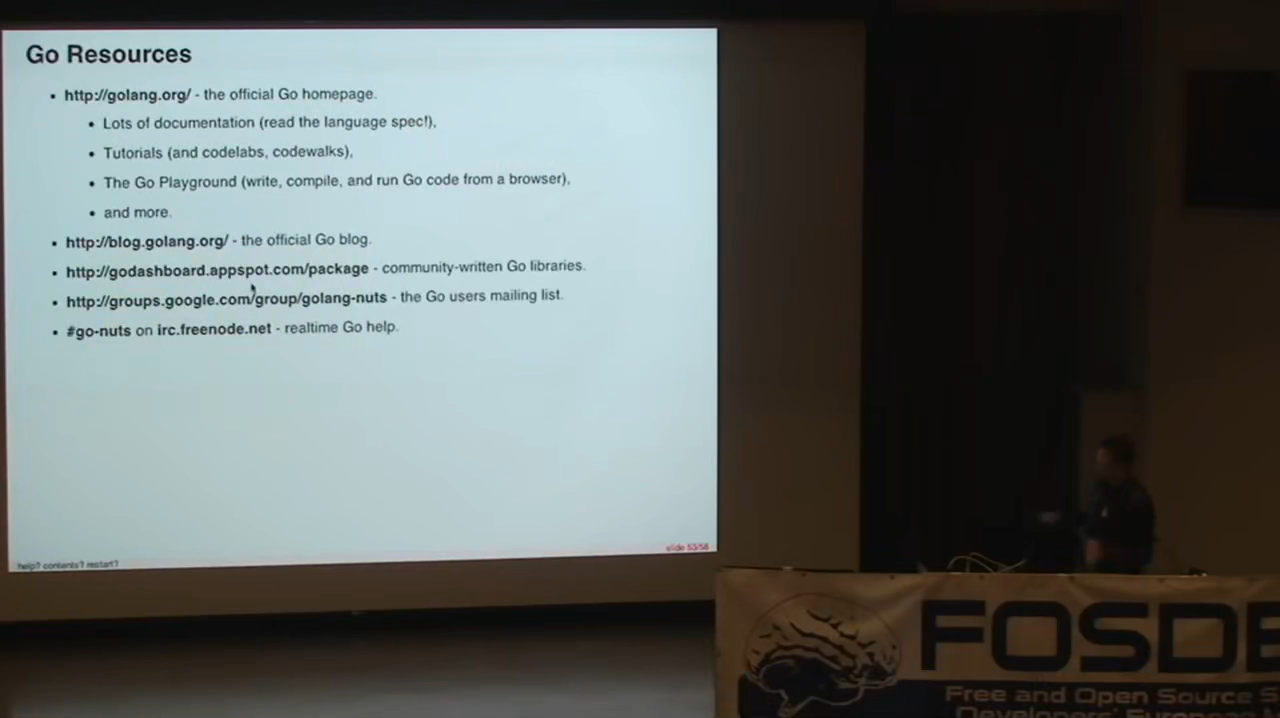 Go Resources
• http://golang.org/ - the official Go homepage.
• Lots of documentation (read the language spec!),
• Tutorials (and codelabs, codewalks),
• The Go Playground (write, compile, and run Go code from a browser),
• and more.
• http://blog.golang.org/ - the official Go blog.
• http://godashboard.appspot.com/package - community-written Go libraries.
• http://groups.google.com/group/golang-nuts - the Go users mailing list.
• #go-nuts on irc.freenode.net - realtime Go help.
slide 53/58
help? contents? restart?
FOSDE
Free and Open Source S
Developers' European